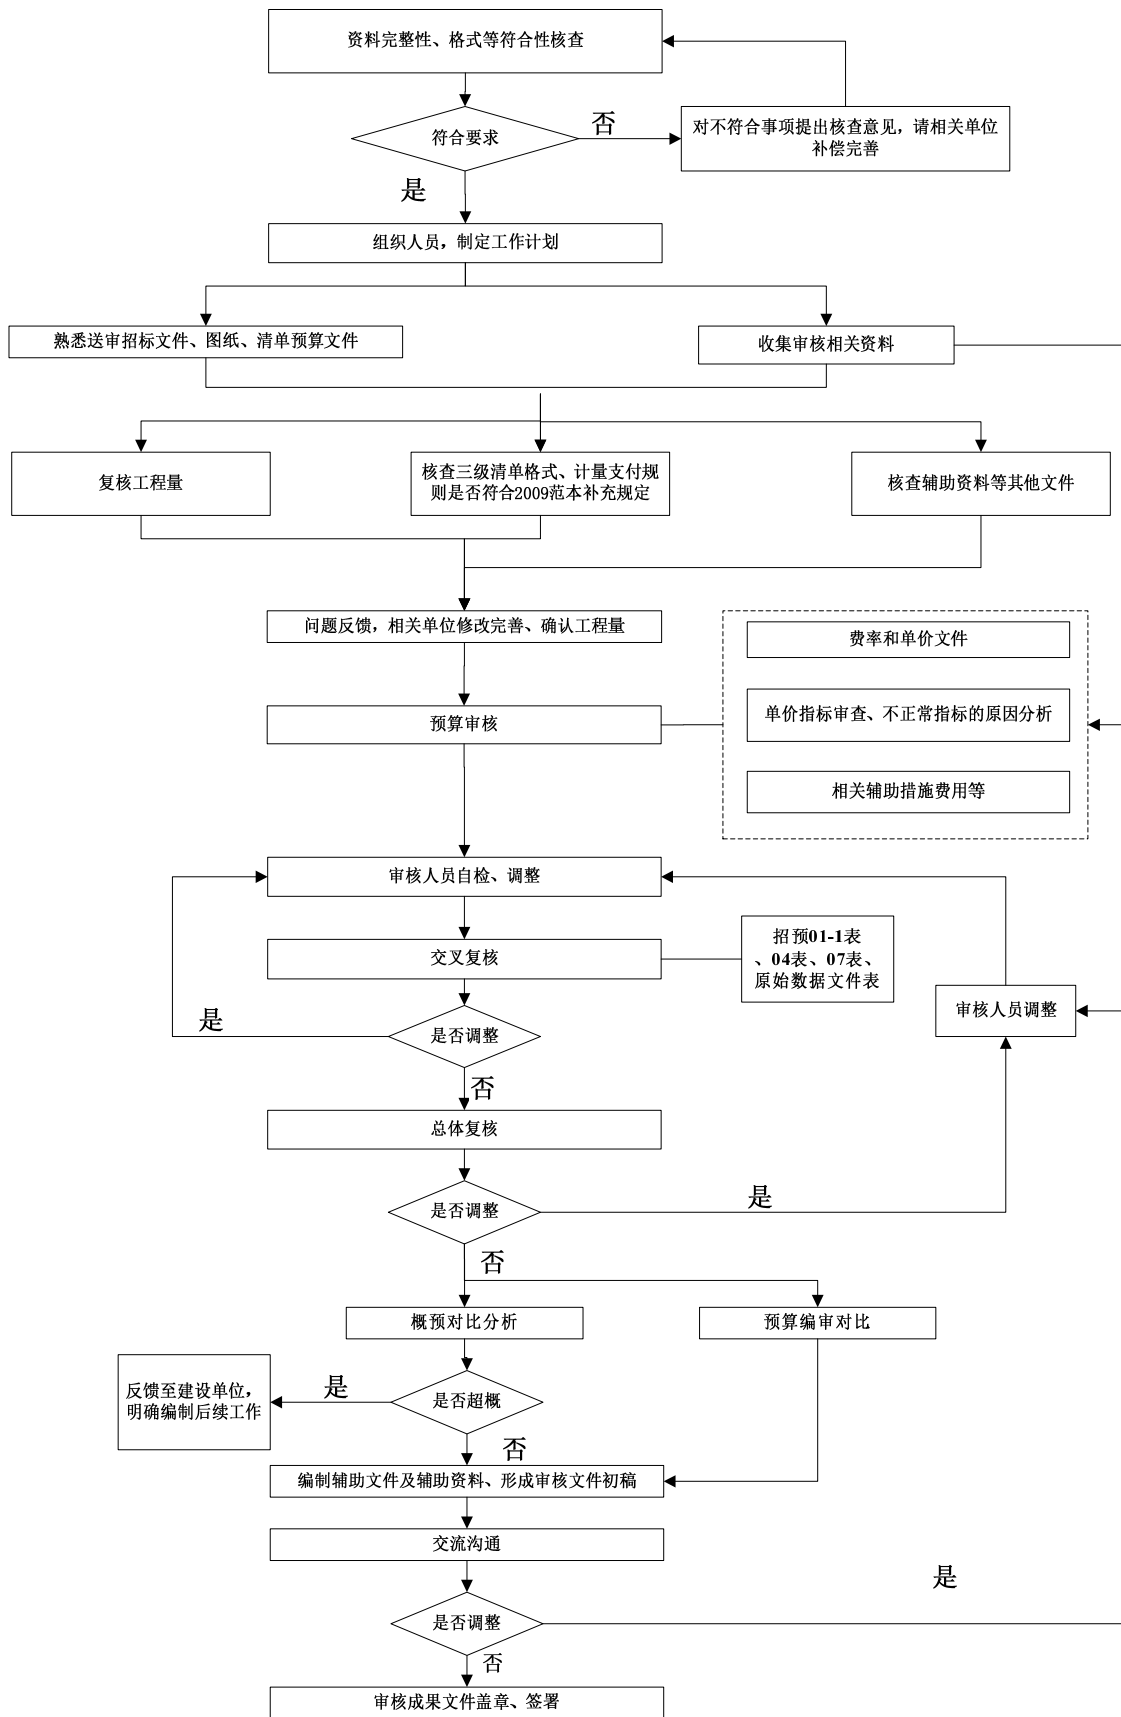 资料完整性、格式等符合性核查
符合要求
否
对不符合事项提出核查意见，请相关单位
补偿完善
是
组织人员，制定工作计划
熟悉送审招标文件、图纸、清单预算文件
收集审核相关资料
复核工程量
核查三级清单格式、计量支付规
则是否符合2009范本补充规定
核查辅助资料等其他文件
问题反馈，相关单位修改完善、确认工程量
费率和单价文件
预算审核
单价指标审查、不正常指标的原因分析
相关辅助措施费用等
审核人员自检、调整
交叉复核
招预01-1表
、04表、07表、
原始数据文件表
审核人员调整
是
是否调整
否
总体复核
是否调整
是
否
概预对比分析
预算编审对比
反馈至建设单位，
明确编制后续工作
是
是否超概
否
编制辅助文件及辅助资料、形成审核文件初稿
交流沟通
是
是否调整
否
审核成果文件盖章、签署